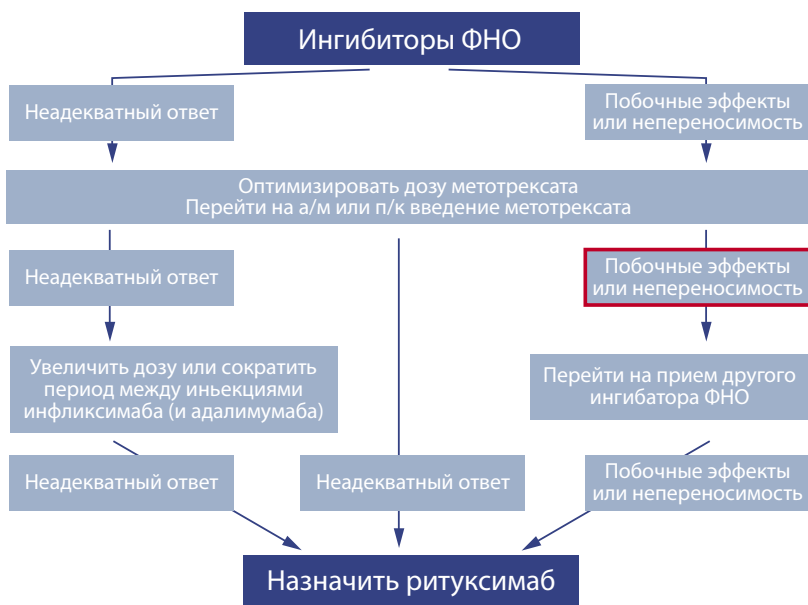 Ингибиторы ФНО
Неадекватный ответ
Побочные эффекты
или непереносимость
Оптимизировать дозу метотрексата
Перейти на а/м или п/к введение метотрексата
Неадекватный ответ
Побочные эффекты
или непереносимость
Увеличить дозу или сократить
период между иньекциями
инфликсимаба (и адалимумаба)
Перейти на прием другого
ингибатора ФНО
Неадекватный ответ
Неадекватный ответ
Побочные эффекты
или непереносимость
Назначить ритуксимаб